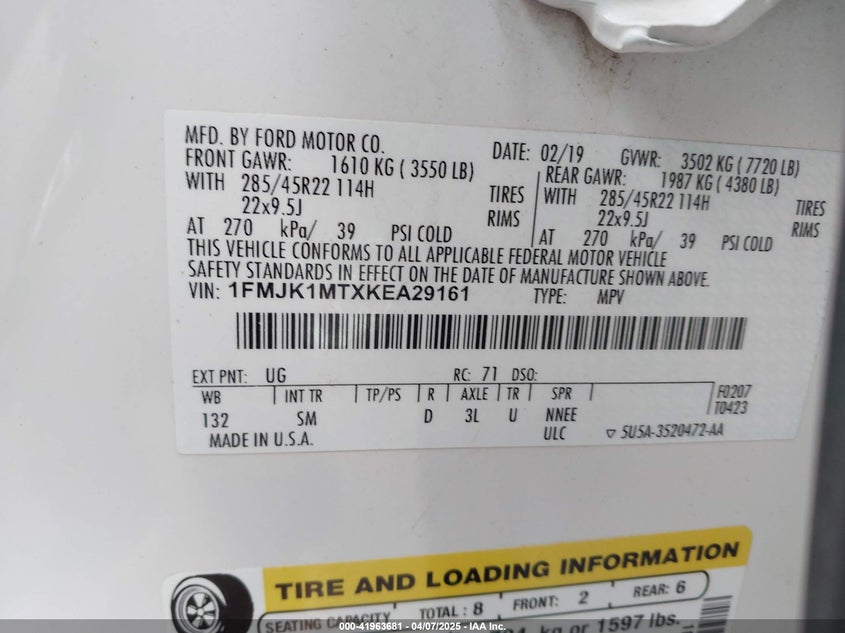 MFD. BY FORD MOTOR CO. DATE: 02/19 GVWR: 3502 KG ( 7720 LB)
FRONT GAWR: 1610 KG ( 3550 LB) REAR GAWR: 1987 KG ( 4380 LB)
WITH 285/45R22 114H TIRES WITH 285/45R22 114H TIRES
22x9.5J RIMS 22x9.5J RIMS
AT 270 kPa/ 39 PSI COLD AT 270 kPa/ 39 PSI COLD
THIS VEHICLE CONFORMS TO ALL APPLICABLE FEDERAL MOTOR VEHICLE
SAFETY STANDARDS IN EFFECT ON THE DATE OF MANUFACTURE SHOWN ABOVE.
VIN: 1FMJK1MTXKEA29161 TYPE: MPV
EXT PNT: UG RC: 71 DSO:
WB INT TR TP/PS R AXLE TR SPR F0207
132 SM D 3L U NNEE T0423
MADE IN U.S.A. ULC 5U5A-3520472-AA
TIRE AND LOADING INFORMATION
SEATING CAPACITY TOTAL : 8 FRONT: 2 REAR: 6
kg or 1597 lbs.
000-41963681 - 04/07/2025 - IAA Inc.